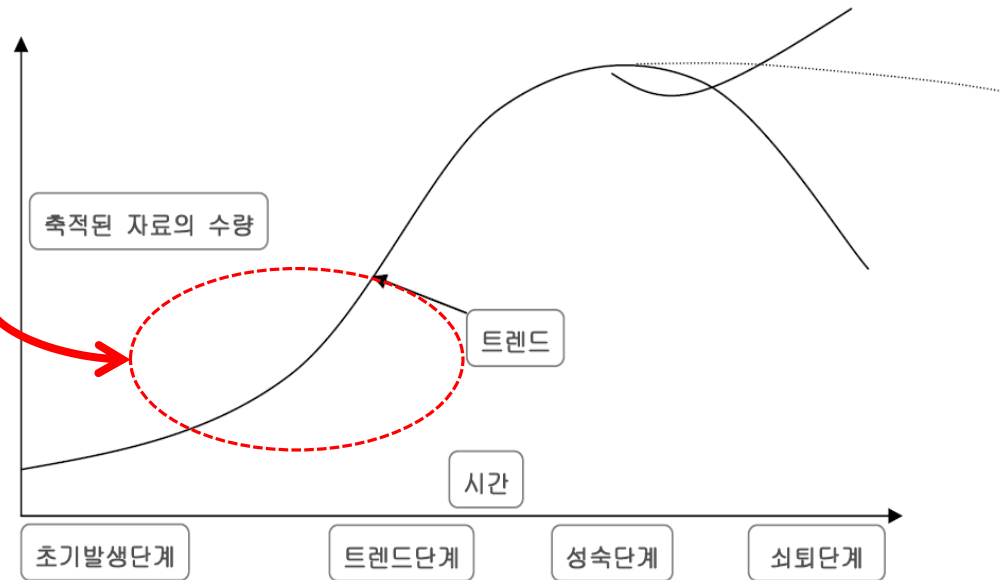 축적된 자료의 수량
트렌드
시간
초기발생단계
트렌드단계
성숙단계
쇠퇴단계